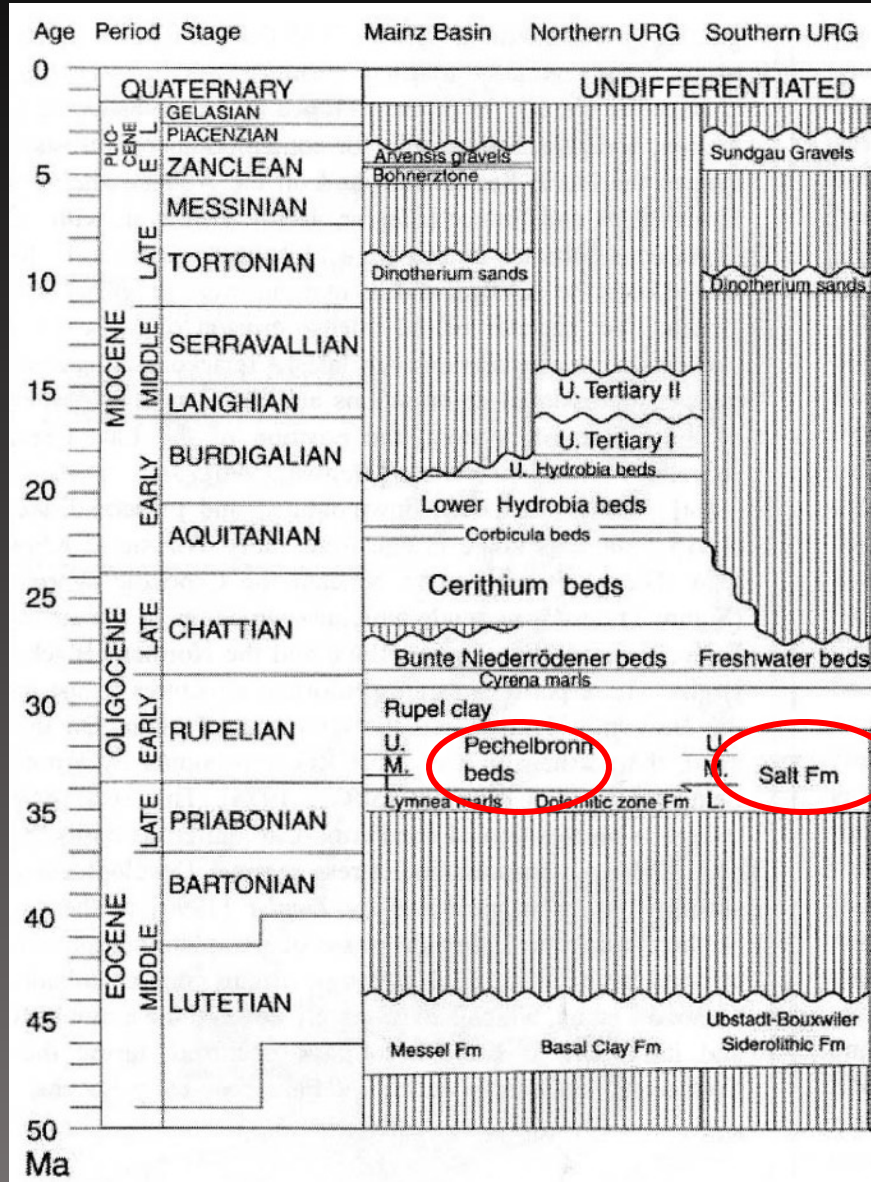 Age Period Stage Mainz Basin Northern URG Southern URG
0
QUATERNARY UNDIFFERENTIATED
PLIO-
CENE
E. L.
GELASIAN
PIACENZIAN
ZANCLEAN
Arvensis gravels
Bohnerztone
Sundgau Gravels
5
MIOCENE
LATE
MESSINIAN
TORTONIAN
Dinotherium sands
Dinotherium sands
10
MIDDLE
SERRAVALLIAN
15
LANGHIAN
U. Tertiary II
EARLY
BURDIGALIAN
U. Tertiary I
U. Hydrobia beds
20
Lower Hydrobia beds
AQUITANIAN
Corbicula beds
Cerithium beds
25
OLIGOCENE
LATE
CHATTIAN
Bunte Niederrödener beds Freshwater beds
Cyrena marls
30
EARLY
RUPELIAN
Rupel clay
U. Pechelbronn U.
M. beds M. Salt Fm
L. L.
35
EOCENE
LATE
PRIABONIAN
Lymnea marls Dolomitic zone Fm
BARTONIAN
40
MIDDLE
LUTETIAN
45
Ubstadt-Bouxwiler
Messel Fm Basal Clay Fm Siderolithic Fm
50
Ma